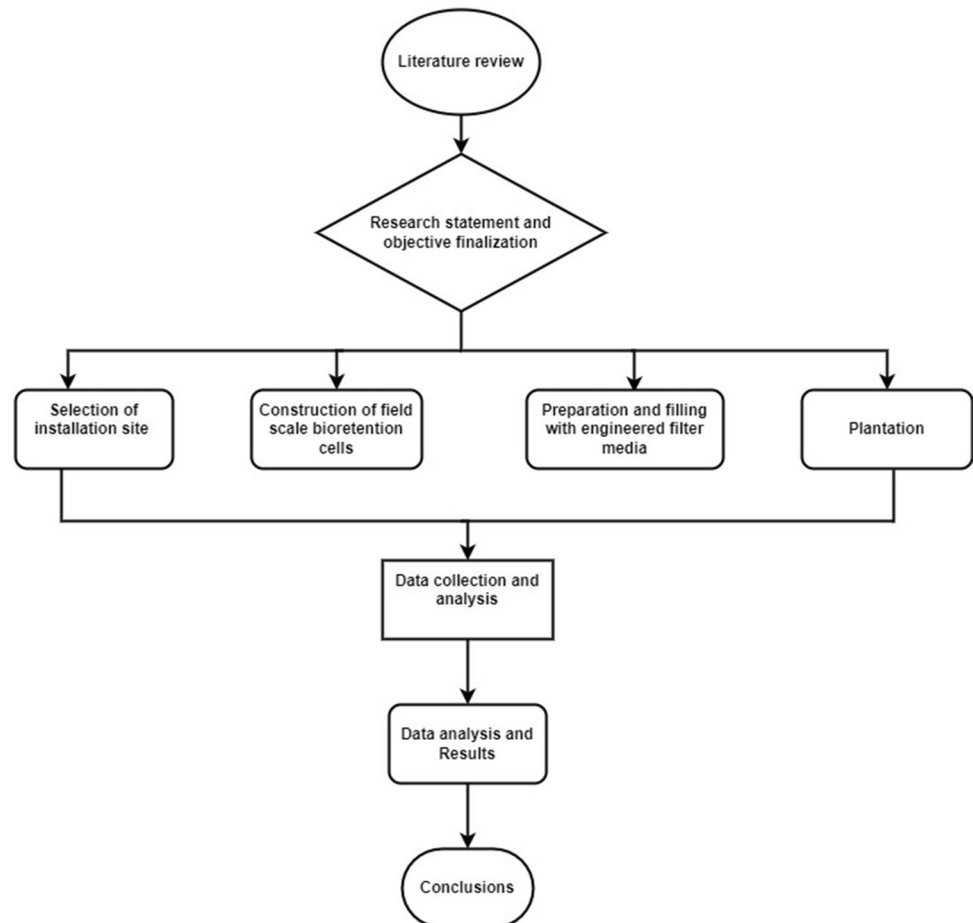 Literature review
Research statement and
objective finalization
Selection of
installation site
Construction of field
scale bioretention
cells
Preparation and filling
with engineered filter
media
Plantation
Data collection and
analysis
Data analysis and
Results
Conclusions